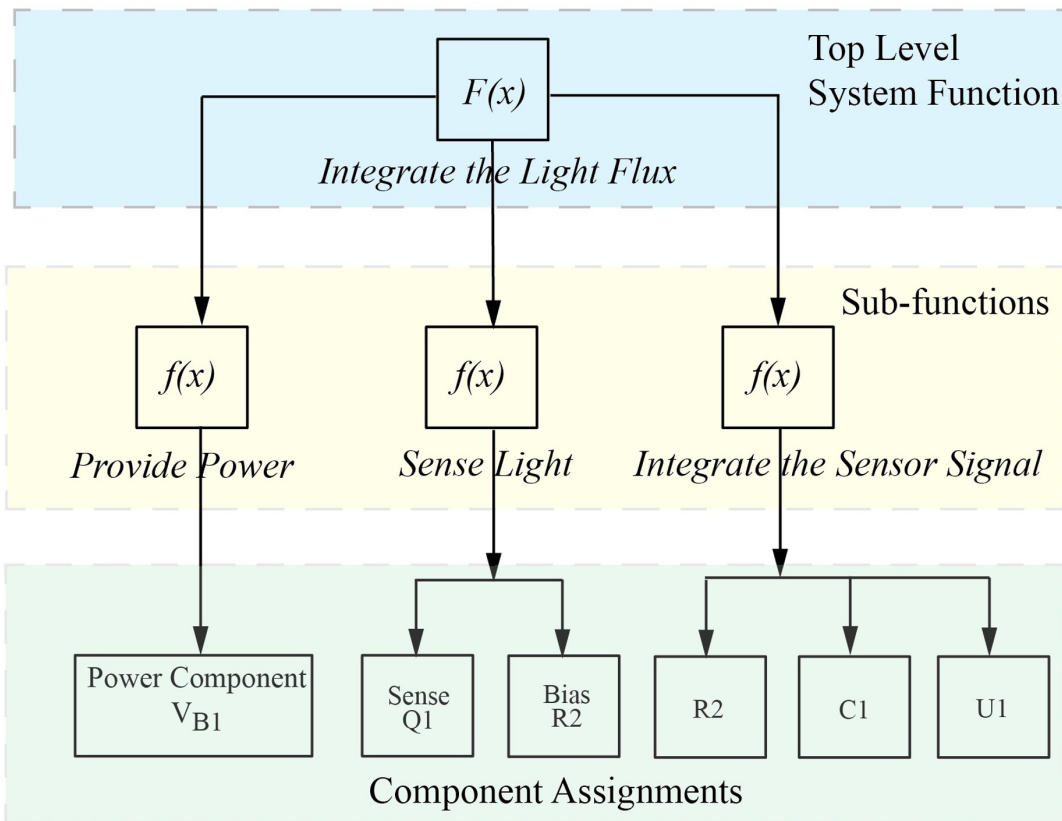 Top Level
System Function
F(x)
Integrate the Light Flux
Sub-functions
f(x)
f(x)
f(x)
Provide Power
Sense Light
Integrate the Sensor Signal
Power Component
VB1
Sense
Q1
Bias
R2
R2
C1
U1
Component Assignments